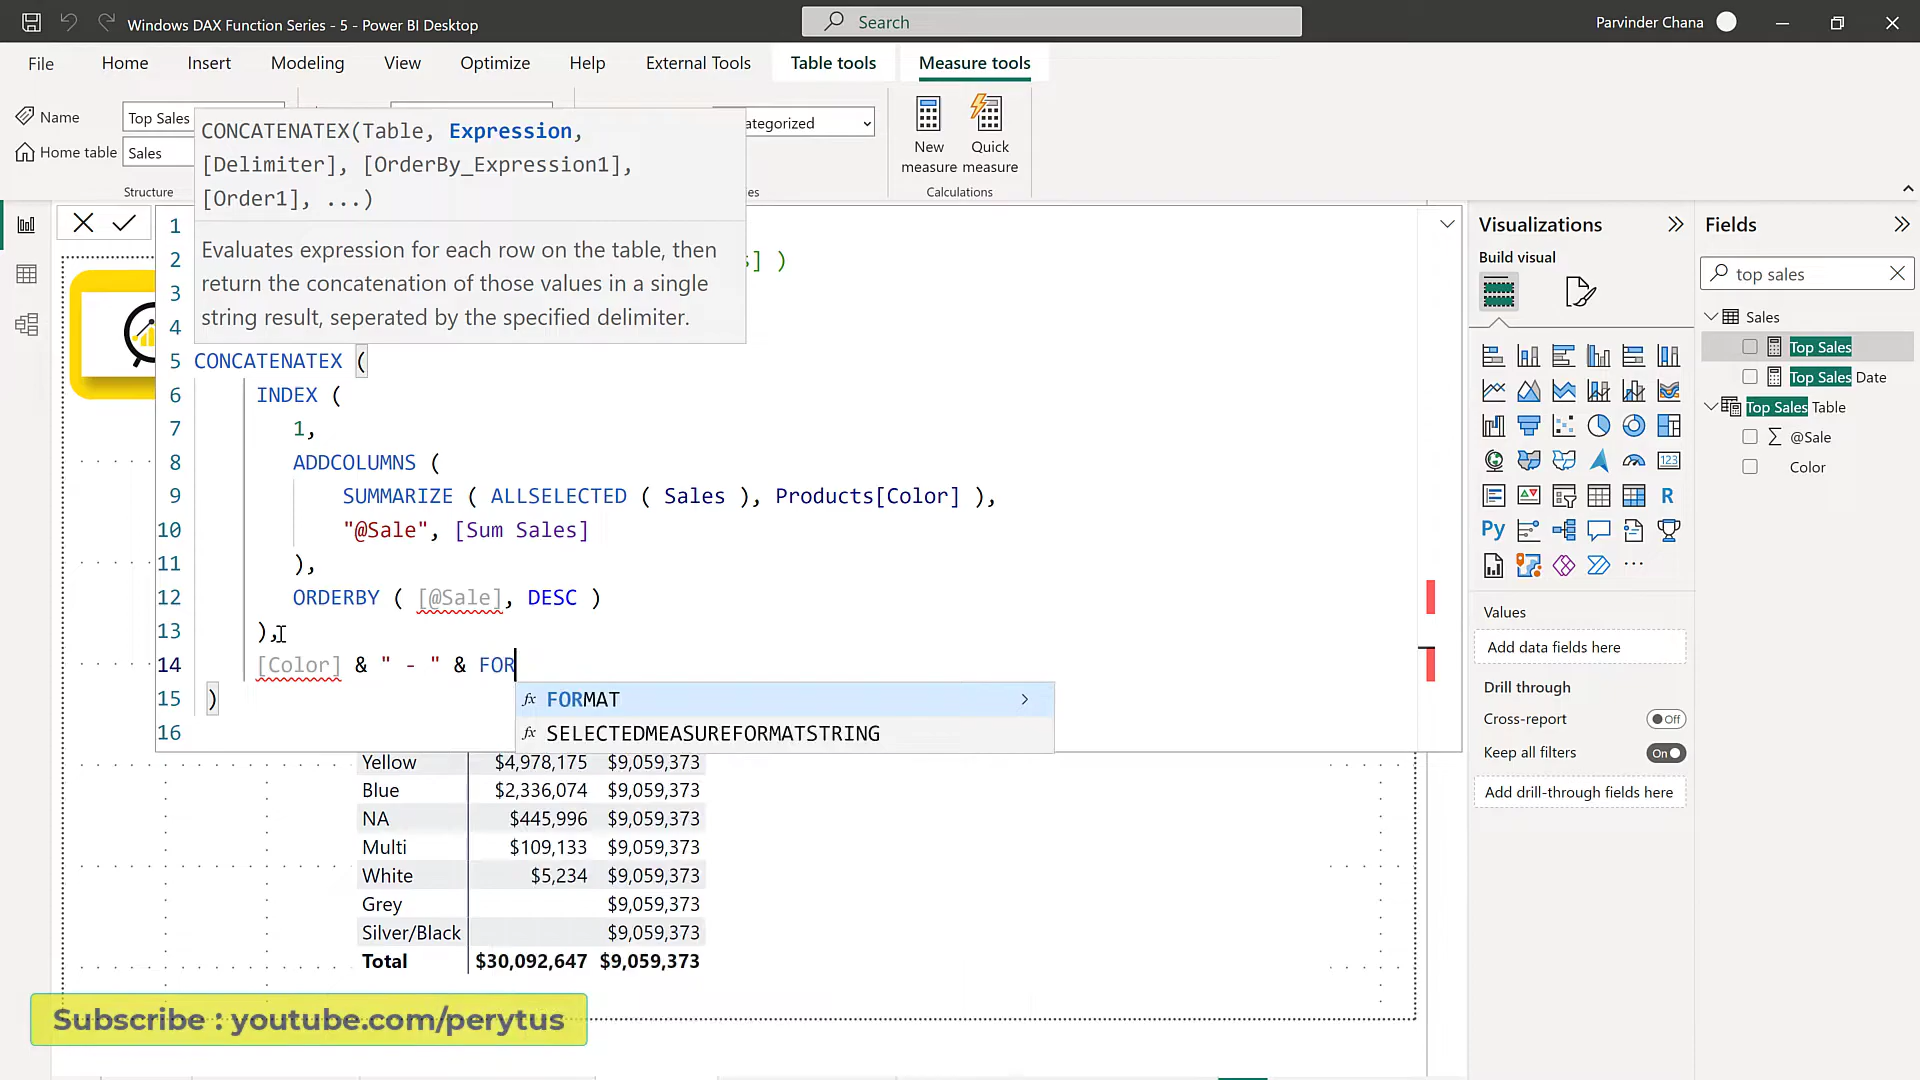 Windows DAX Function Series - 5 - Power BI Desktop
Search
Parvinder Chana
File
Home
Insert
Modeling
View
Optimize
Help
External Tools
Table tools
Measure tools
Name
Top Sales
Home table
Sales
Structure
ategorized
New
measure
Quick
measure
Calculations
es
CONCATENATEX(Table, Expression,
[Delimiter], [OrderBy_Expression1],
[Order1], ...)
Evaluates expression for each row on the table, then
return the concatenation of those values in a single
string result, seperated by the specified delimiter.
1
2
s] )
3
4
5 CONCATENATEX (
6 INDEX (
7 1,
8 ADDCOLUMNS (
9 SUMMARIZE ( ALLSELECTED ( Sales ), Products[Color] ),
10 "@Sale", [Sum Sales]
11 ),
12 ORDERBY ( [@Sale], DESC )
13 ),
14 [Color] & " - " & FOR
15 )
16
FORMAT
SELECTEDMEASUREFORMATSTRING
Yellow $4,978,175 $9,059,373
Blue $2,336,074 $9,059,373
NA $445,996 $9,059,373
Multi $109,133 $9,059,373
White $5,234 $9,059,373
Grey $9,059,373
Silver/Black $9,059,373
Total $30,092,647 $9,059,373
Subscribe : youtube.com/perytus
Visualizations
Build visual
123
R
Py
Values
Add data fields here
Drill through
Cross-report
Off
Keep all filters
On
Add drill-through fields here
Fields
top sales
Sales
Top Sales
Top Sales Date
Top Sales Table
@Sale
Color